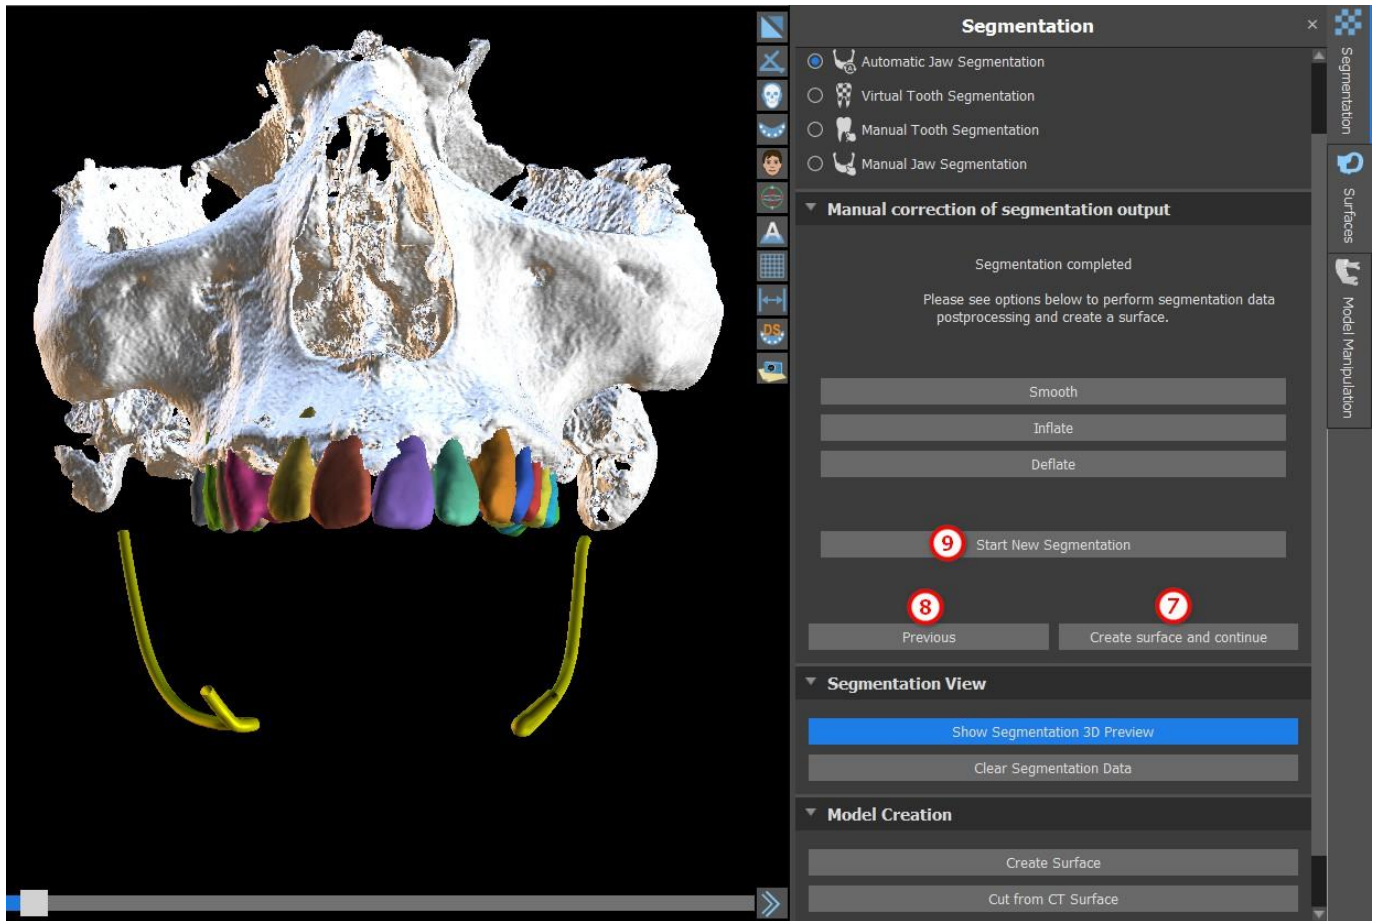 Segmentation
×
Automatic Jaw Segmentation
Virtual Tooth Segmentation
Manual Tooth Segmentation
Manual Jaw Segmentation
Manual correction of segmentation output
Segmentation completed
Please see options below to perform segmentation data
postprocessing and create a surface.
Smooth
Inflate
Deflate
9 Start New Segmentation
8
7
Previous
Create surface and continue
Segmentation View
Show Segmentation 3D Preview
Clear Segmentation Data
Model Creation
Create Surface
Cut from CT Surface
Segmentation
Surfaces
Model Manipulation
A
DS